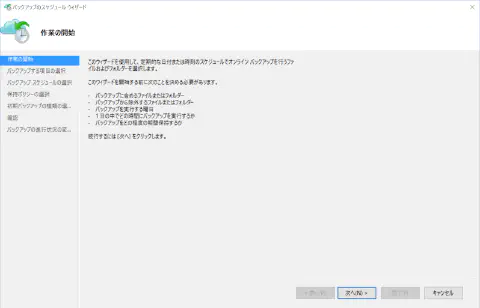 バックアップのスケジュール ウィザード
作業の開始
作業の開始
バックアップする項目の選択
バックアップ スケジュールの選択
保持ポリシーの選択
初期バックアップの種類の選...
確認
バックアップの進行状況の変...
このウィザードを使用して、定期的な日付または時刻のスケジュールでオンライン バックアップを行うファ
イルおよびフォルダーを選択します。
このウィザードを開始する前に次のことを決める必要があります。
- バックアップに含めるファイルまたはフォルダー
- バックアップから除外するファイルまたはフォルダー
- バックアップを実行する曜日
- 1 日の中でどの時間にバックアップを実行するか
- バックアップをどの程度の期間保存するか
続行するには [次へ] をクリックします。
次へ(N) >
キャンセル